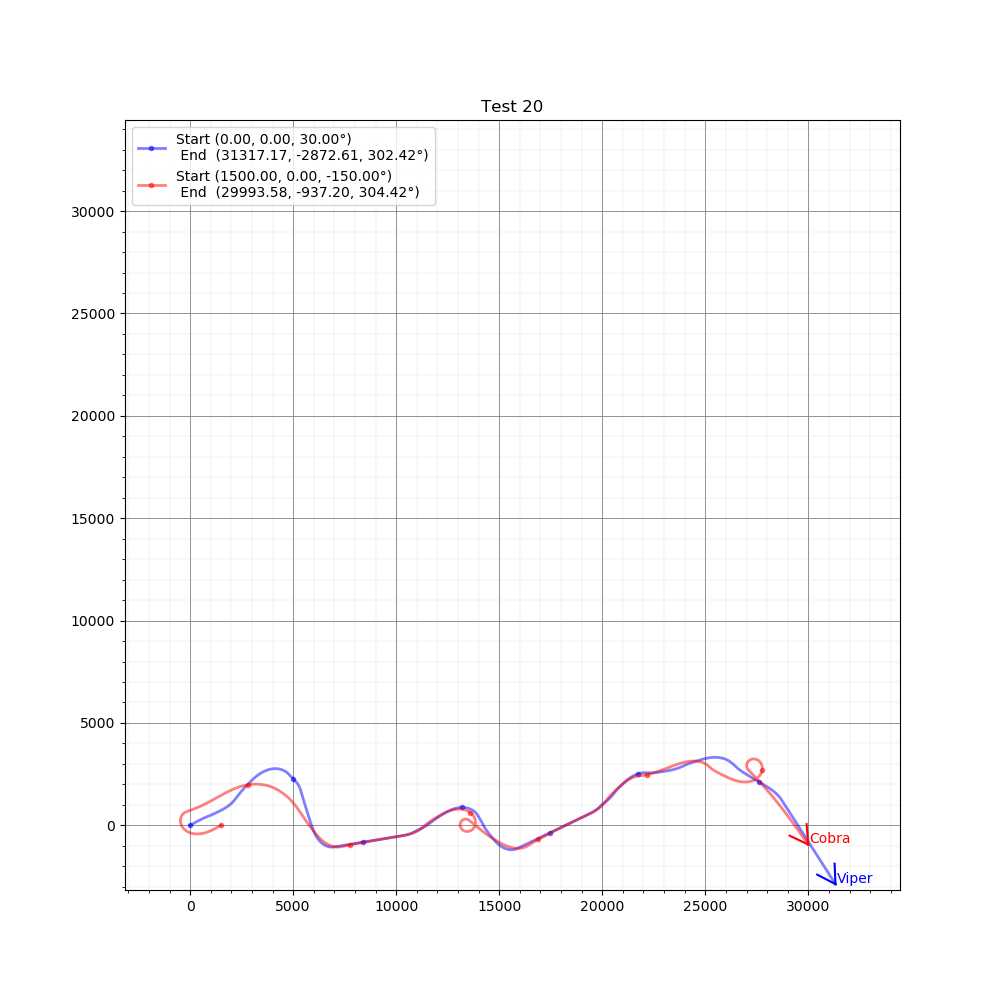 Test 20
Start (0.00, 0.00, 30.00°)
End (31317.17, -2872.61, 302.42°)
Start (1500.00, 0.00, -150.00°)
End (29993.58, -937.20, 304.42°)
30000
25000
20000
15000
10000
5000
0
Cobra
Viper
0 5000 10000 15000 20000 25000 30000